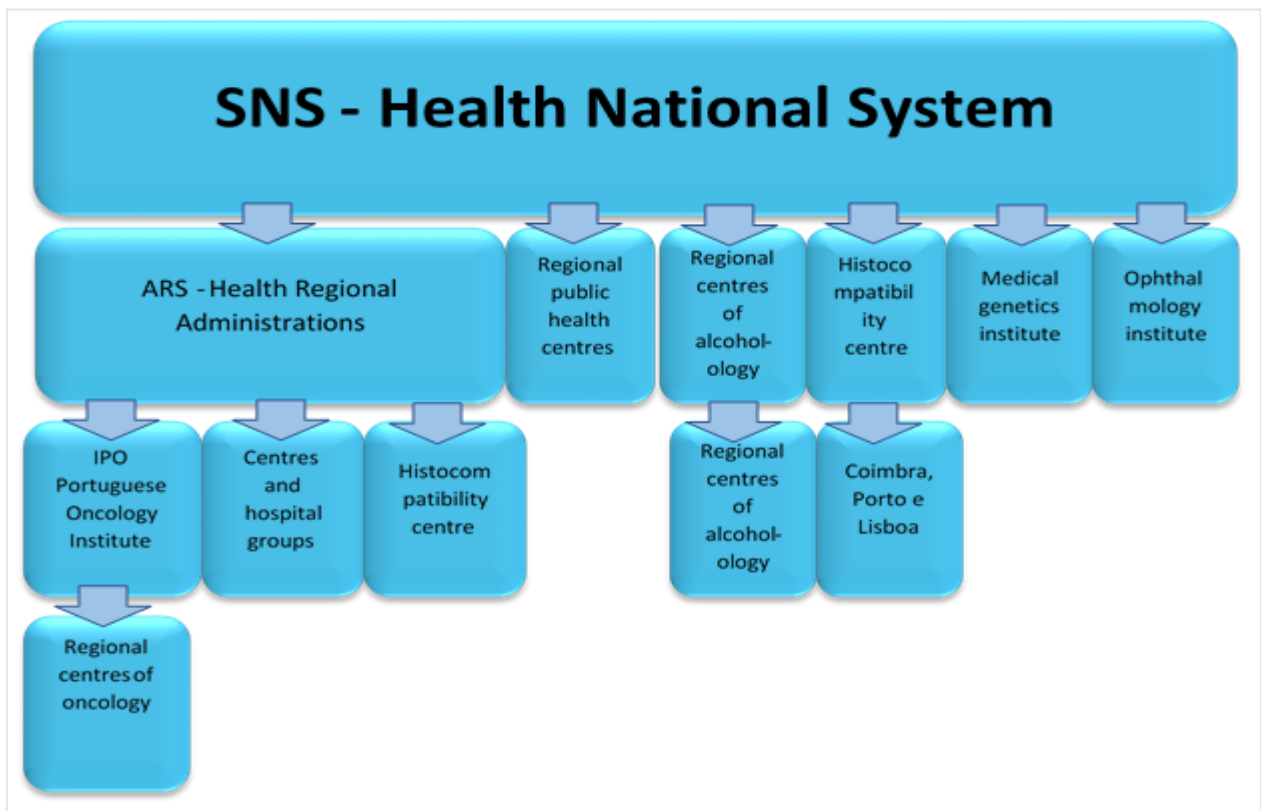 SNS - Health National System
ARS - Health Regional
Administrations
Regional
public
health
centres
Regional
centres
of
alcohol-
ology
Histoco
mpatibil
ity
centre
Medical
genetics
institute
Ophthal
mology
institute
IPO
Portuguese
Oncology
Institute
Centres
and
hospital
groups
Histocom
patibility
centre
Regional
centres
of
alcohol-
ology
Coimbra,
Porto e
Lisboa
Regional
centres of
oncology